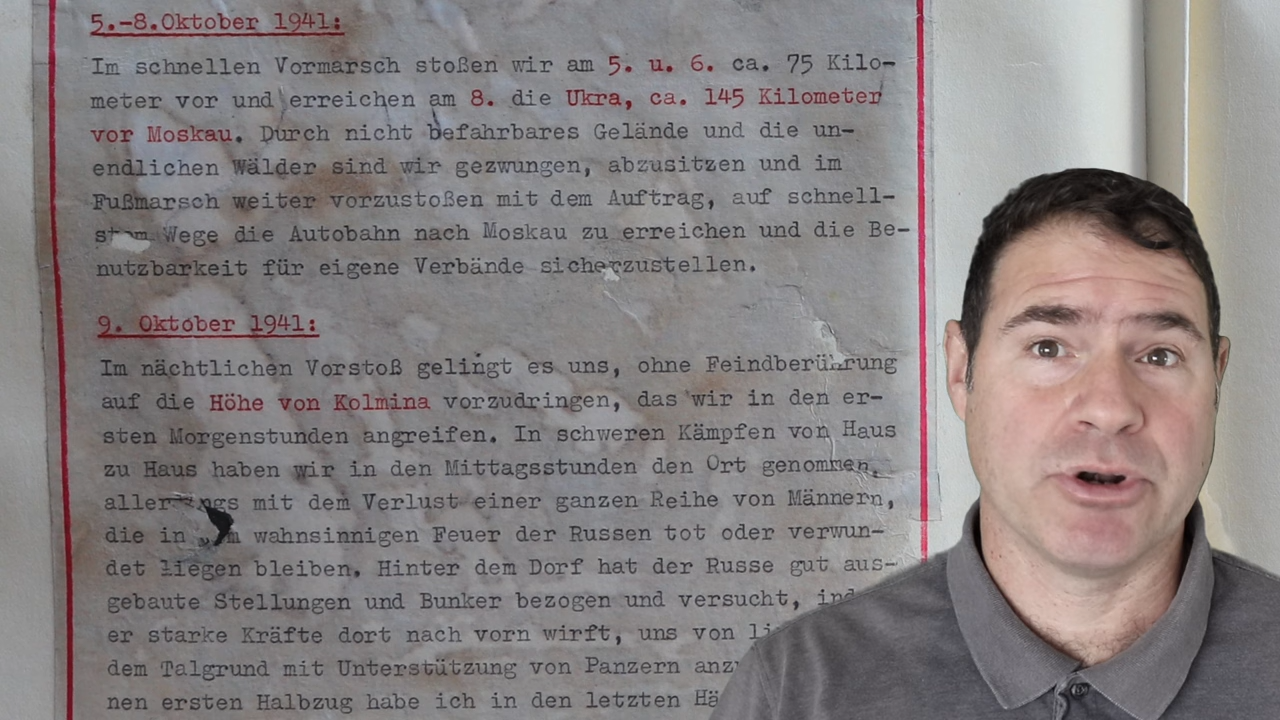 5.-8.Oktober 1941:
Im schnellen Vormarsch stoßen wir am 5. u. 6. ca. 75 Kilo-
meter vor und erreichen am 8. die Ukra, ca. 145 Kilometer
vor Moskau. Durch nicht befahrbares Gelände und die un-
endlichen Wälder sind wir gezwungen, abzusitzen und im
Fußmarsch weiter vorzustoßen mit dem Auftrag, auf schnell-
Wege die Autobahn nach Moskau zu erreichen und die Be-
nutzbarkeit für eigene Verbände sicherzustellen.
9. Oktober 1941:
Im nächtlichen Vorstoß gelingt es uns, ohne Feindberührung
auf die Höhe von Kolmina vorzudringen, das wir in den er-
sten Morgenstunden angreifen. In schweren Kämpfen von Haus
zu Haus haben wir in den Mittagsstunden den Ort genommen,
mit dem Verlust einer ganzen Reihe von Männern,
die in wahnsinnigen Feuer der Russen tot oder verwun-
det liegen bleiben. Hinter dem Dorf hat der Russe gut aus-
gebaute Stellungen und Bunker bezogen und versucht,
er starke Kräfte dort nach vorn wirft, uns von
dem Talgrund mit Unterstützung von Panzern
nen ersten Halbzug habe ich in den letzten